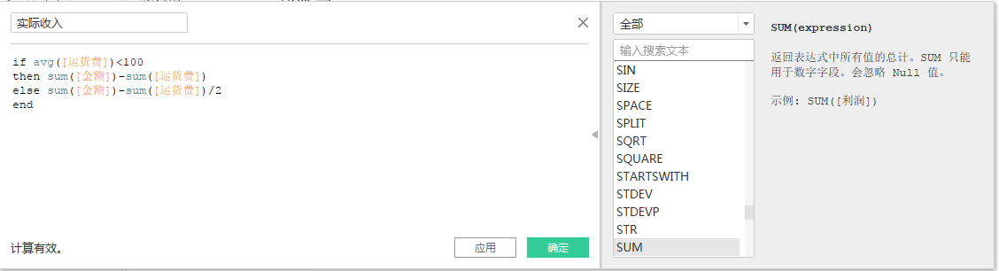 实际收入
if avg([运货费])<100
then sum([金额])-sum([运货费])
else sum([金额])-sum([运货费])/2
end
计算有效。
应用
确定
全部
输入搜索文本
SIN
SIZE
SPACE
SPLIT
SQRT
SQUARE
STARTSWITH
STDEV
STDEVP
STR
SUM
SUM(expression)
返回表达式中所有值的总计。SUM 只能
用于数字字段。会忽略 Null 值。
示例: SUM([利润])